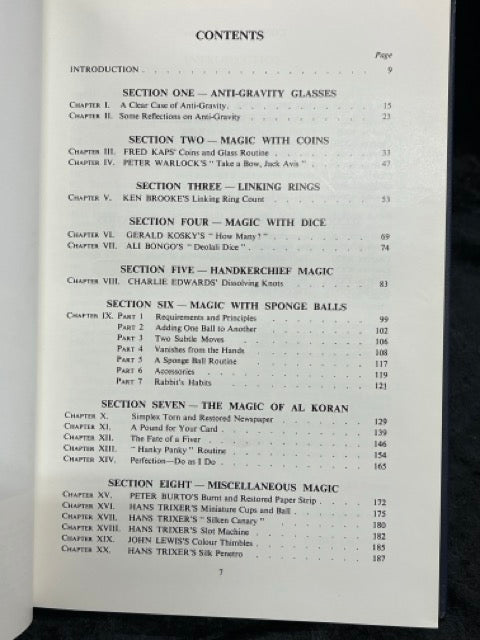 CONTENTS
Page
INTRODUCTION . . . . . . . . . . . 9
SECTION ONE — ANTI-GRAVITY GLASSES
CHAPTER I. A Clear Case of Anti-Gravity. . . . . . . . 15
CHAPTER II. Some Reflections on Anti-Gravity . . . . . . . 23
SECTION TWO — MAGIC WITH COINS
CHAPTER III. FRED KAPS' Coins and Glass Routine . . . . . . 33
CHAPTER IV. PETER WARLOCK'S "Take a Bow, Jack Avis" . . . . 47
SECTION THREE — LINKING RINGS
CHAPTER V. KEN BROOKE'S Linking Ring Count . . . . . . 53
SECTION FOUR — MAGIC WITH DICE
CHAPTER VI. GERALD KOSKY'S "How Many?" . . . . . . 69
CHAPTER VII. ALI BONGO'S "Deolali Dice" . . . . . . . 74
SECTION FIVE — HANDKERCHIEF MAGIC
CHAPTER VIII. CHARLIE EDWARDS' Dissolving Knots . . . . . 83
SECTION SIX — MAGIC WITH SPONGE BALLS
CHAPTER IX. PART 1 Requirements and Principles . . . . . . 99
PART 2 Adding One Ball to Another . . . . . . 102
PART 3 Two Subtle Moves . . . . . . . 106
PART 4 Vanishes from the Hands . . . . . . 108
PART 5 A Sponge Ball Routine . . . . . . . 117
PART 6 Accessories . . . . . . . . 119
PART 7 Rabbit's Habits . . . . . . . . 121
SECTION SEVEN — THE MAGIC OF AL KORAN
CHAPTER X. Simplex Torn and Restored Newspaper . . . . . 129
CHAPTER XI. A Pound for Your Card . . . . . . . 139
CHAPTER XII. The Fate of a Fiver . . . . . . . . 146
CHAPTER XIII. "Hanky Panky" Routine . . . . . . . 154
CHAPTER XIV. Perfection—Do as I Do . . . . . . . 165
SECTION EIGHT — MISCELLANEOUS MAGIC
CHAPTER XV. PETER BURTO'S Burnt and Restored Paper Strip . . . 172
CHAPTER XVI. HANS TRIXER'S Miniature Cups and Ball . . . . 175
CHAPTER XVII. HANS TRIXER'S "Silken Canary" . . . . . . 180
CHAPTER XVIII. HANS TRIXER'S Slot Machine . . . . . . 182
CHAPTER XIX. JOHN LEWIS'S Colour Thimbles . . . . . . 185
CHAPTER XX. HANS TRIXER'S Silk Penetro . . . . . . 187
7